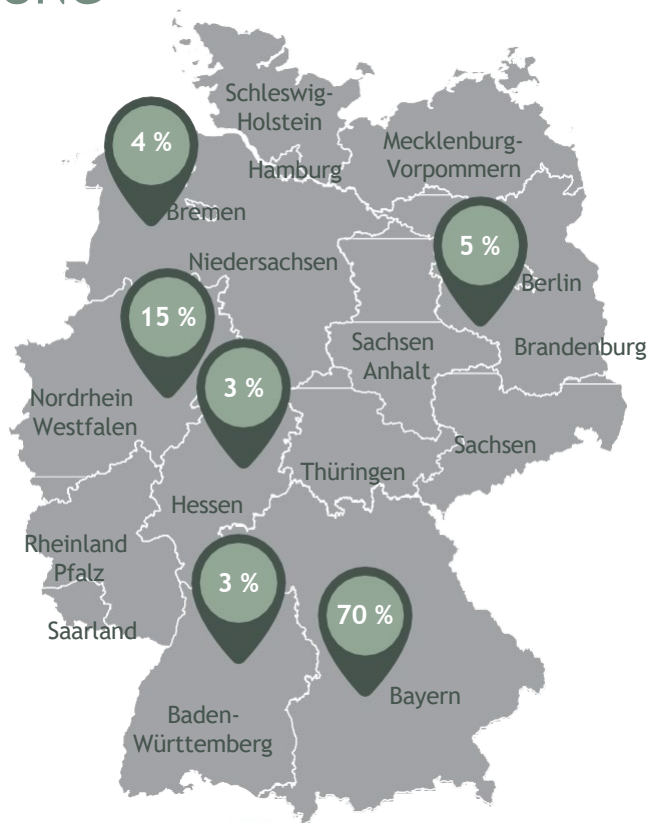 Schleswig-
Holstein
4 %
Mecklenburg-
Vorpommern
Hamburg
Bremen
5 %
Niedersachsen
Berlin
15 %
Sachsen
Anhalt
Brandenburg
3 %
Nordrhein
Westfalen
Sachsen
Thüringen
Hessen
Rheinland
Pfalz
3 %
70 %
Saarland
Bayern
Baden-
Württemberg